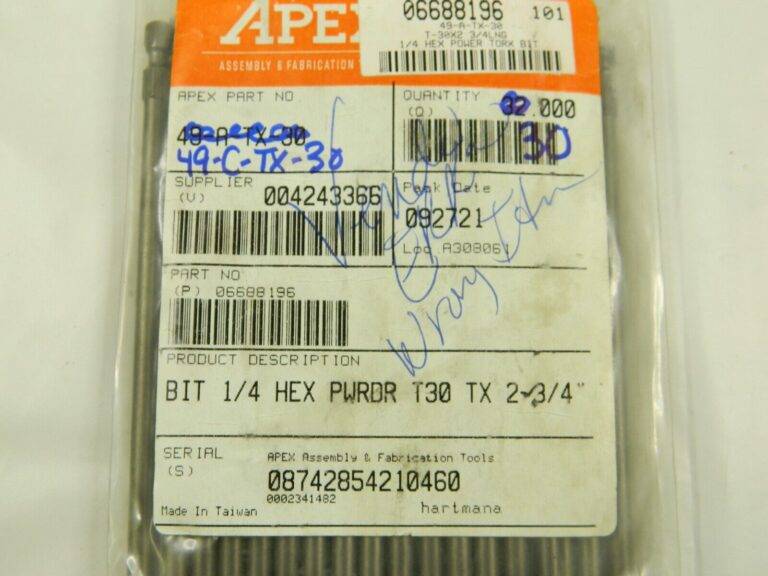 APEX
ASSEMBLY & FABRICATION
06688196 101
49-A-TX-30
T-30X2 3/4LNG
1/4 HEX POWER TORX BIT
APEX PART NO
49-A-TX-30
49-C-TX-30
QUANTITY
(Q) 32.000
30
SUPPLIER
(V) 004243366
Pack Date
092721
Loc A308061
Vendor
Error
Wrong Item
PART NO
(P) 06688196
PRODUCT DESCRIPTION
BIT 1/4 HEX PWRDR T30 TX 2-3/4"
SERIAL
(S)
APEX Assembly & Fabrication Tools
08742854210460
0002341482
Made In Taiwan
hartmana